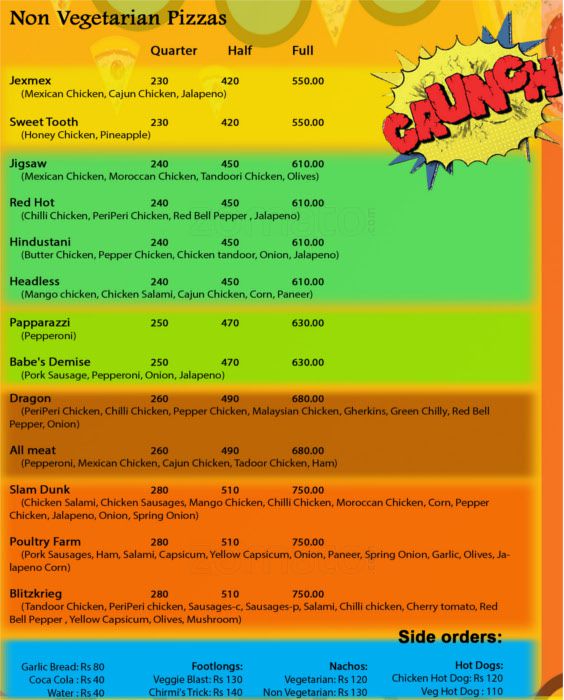 Non Vegetarian Pizzas
Quarter Half Full
CRUNCH
Jexmex 230 420 550.00
(Mexican Chicken, Cajun Chicken, Jalapeno)
Sweet Tooth 230 420 550.00
(Honey Chicken, Pineapple)
Jigsaw 240 450 610.00
(Mexican Chicken, Moroccan Chicken, Tandoori Chicken, Olives)
Red Hot 240 450 610.00
(Chilli Chicken, PeriPeri Chicken, Red Bell Pepper , Jalapeno)
zomato.com
Hindustani 240 450 610.00
(Butter Chicken, Pepper Chicken, Chicken tandoor, Onion, Jalapeno)
Headless 240 450 610.00
(Mango chicken, Chicken Salami, Cajun Chicken, Corn, Paneer)
Papparazzi 250 470 630.00
(Pepperoni)
Babe's Demise 250 470 630.00
(Pork Sausage, Pepperoni, Onion, Jalapeno)
Dragon 260 490 680.00
(PeriPeri Chicken, Chilli Chicken, Pepper Chicken, Malaysian Chicken, Gherkins, Green Chilly, Red Bell
Pepper, Onion)
All meat 260 490 680.00
(Pepperoni, Mexican Chicken, Cajun Chicken, Tadoor Chicken, Ham)
Slam Dunk 280 510 750.00
(Chicken Salami, Chicken Sausages, Mango Chicken, Chilli Chicken, Moroccan Chicken, Corn, Pepper
Chicken, Jalapeno, Onion, Spring Onion)
Poultry Farm 280 510 750.00
(Pork Sausages, Ham, Salami, Capsicum, Yellow Capsicum, Onion, Paneer, Spring Onion, Garlic, Olives, Ja-
lapeno Corn)
zomato.com
Blitzkrieg 280 510 750.00
(Tandoor Chicken, PeriPeri chicken, Sausages-c, Sausages-p, Salami, Chilli chicken, Cherry tomato, Red
Bell Pepper , Yellow Capsicum, Olives, Mushroom)
Side orders:
Garlic Bread: Rs 80 Footlongs: Nachos: Hot Dogs:
Coca Cola : Rs 40 Veggie Blast: Rs 130 Vegetarian: Rs 120 Chicken Hot Dog: Rs 120
Water : Rs 40 Chirmi's Trick: Rs 140 Non Vegetarian: Rs 130 Veg Hot Dog : 110